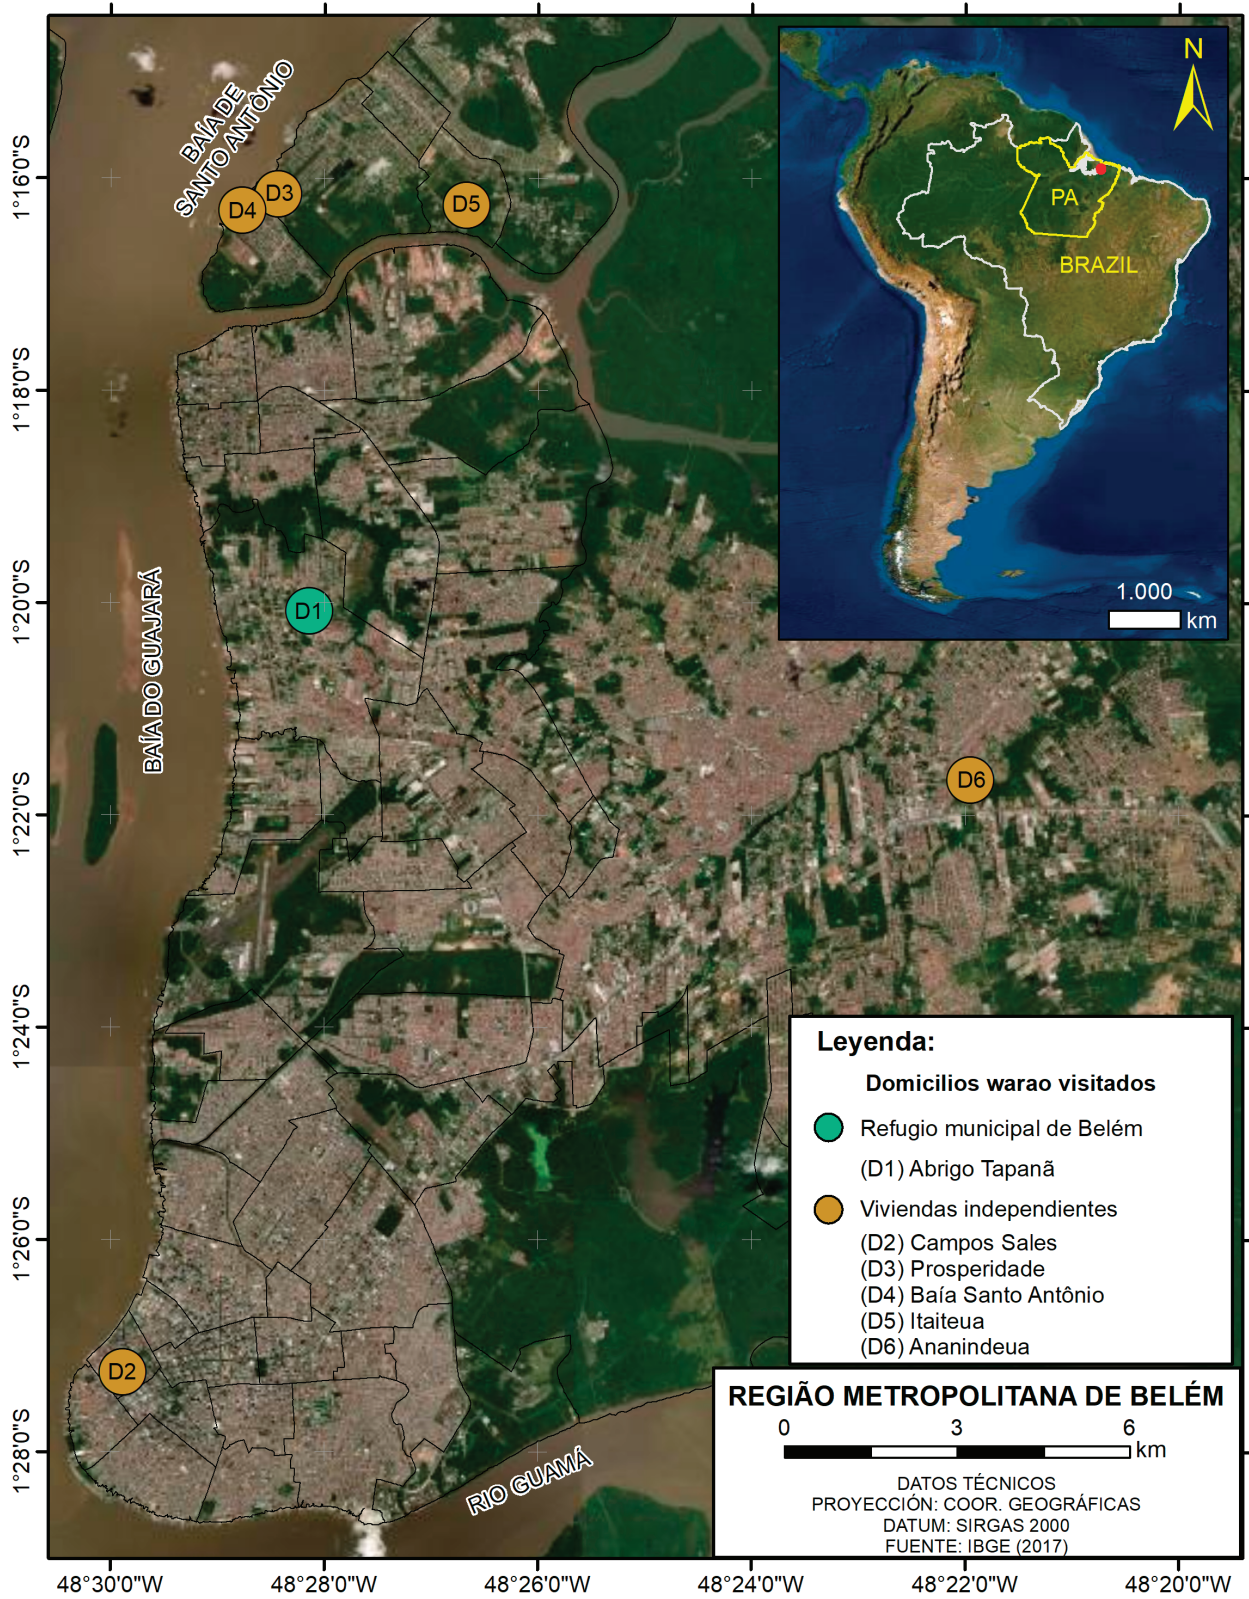 BAÍA DE
SANTO ANTÔNIO
N
PA
BRAZIL
1.000
km
D3
D4
D5
1°16'0"S
1°18'0"S
BAÍA DO GUAJARÁ
D1
1°20'0"S
D6
1°22'0"S
1°24'0"S
Leyenda:
Domicilios warao visitados
Refugio municipal de Belém
(D1) Abrigo Tapanã
Viviendas independientes
(D2) Campos Sales
(D3) Prosperidade
(D4) Baía Santo Antônio
(D5) Itaiteua
(D6) Ananindeua
1°26'0"S
D2
1°28'0"S
RIO GUAMÁ
REGIÃO METROPOLITANA DE BELÉM
0 3 6
km
DATOS TÉCNICOS
PROYECCIÓN: COOR. GEOGRÁFICAS
DATUM: SIRGAS 2000
FUENTE: IBGE (2017)
48°30'0"W 48°28'0"W 48°26'0"W 48°24'0"W 48°22'0"W 48°20'0"W